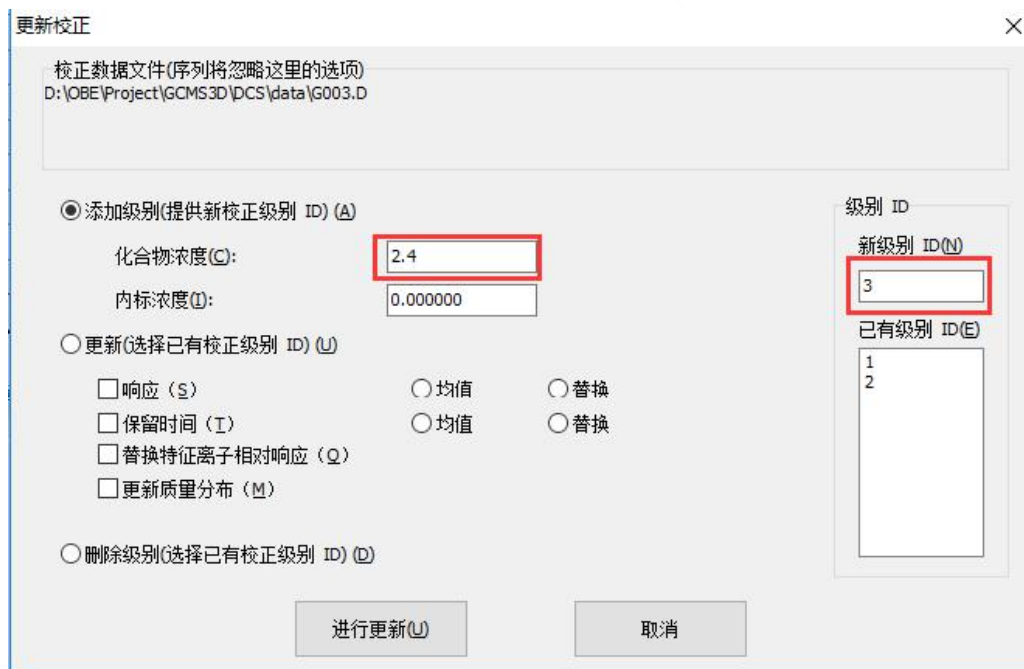 更新校正
校正数据文件(序列将忽略这里的选项)
D:\OBE\Project\GCMS3D\DCS\data\G003.D
添加级别(提供新校正级别 ID) (A)
化合物浓度(C):
2.4
内标浓度(I):
0.000000
更新(选择已有校正级别 ID) (U)
响应（S）
均值
替换
保留时间（T）
均值
替换
替换特征离子相对响应（Q）
更新质量分布（M）
删除级别(选择已有校正级别 ID) (D)
级别 ID
新级别 ID(N)
3
已有级别 ID(E)
1
2
进行更新(U)
取消